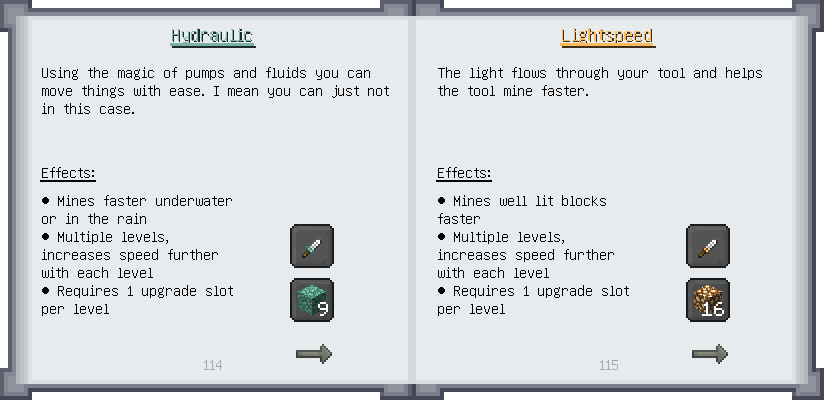 Hydraulic
Using the magic of pumps and fluids you can
move things with ease. I mean you can just not
in this case.
Effects:
● Mines faster underwater
or in the rain
● Multiple levels,
increases speed further
with each level
● Requires 1 upgrade slot
per level
9
114
Lightspeed
The light flows through your tool and helps
the tool mine faster.
Effects:
● Mines well lit blocks
faster
● Multiple levels,
increases speed further
with each level
● Requires 1 upgrade slot
per level
16
115